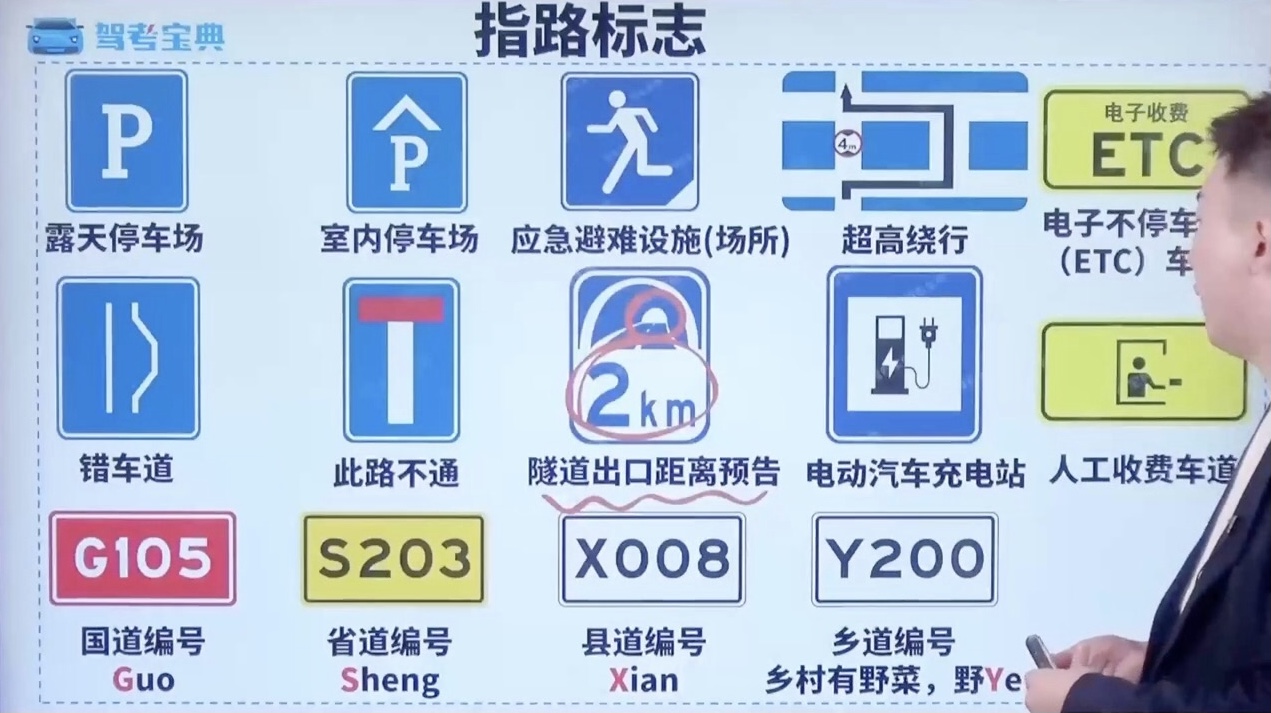 驾考宝典
指路标志
P
P
4m
电子收费
ETC
露天停车场
室内停车场
应急避难设施(场所)
超高绕行
电子不停车
（ETC）车
2km
错车道
此路不通
隧道出口距离预告
电动汽车充电站
人工收费车道
G105
S203
X008
Y200
国道编号
省道编号
县道编号
乡道编号
Guo
Sheng
Xian
乡村有野菜，野Ye